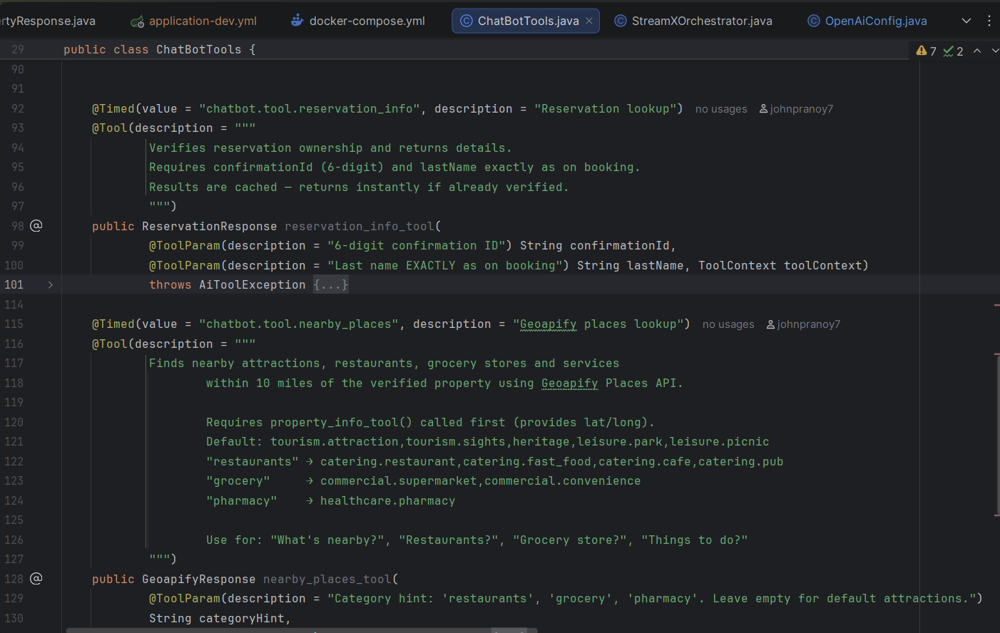 rtyResponse.java application-dev.yml docker-compose.yml ChatBotTools.java StreamXOrchestrator.java OpenAiConfig.java
29 public class ChatBotTools { 7 2
90
91
92 @Timed(value = "chatbot.tool.reservation_info", description = "Reservation lookup") no usages johnpranoy7
93 @Tool(description = """
94 Verifies reservation ownership and returns details.
95 Requires confirmationId (6-digit) and lastName exactly as on booking.
96 Results are cached — returns instantly if already verified.
97 """)
98 public ReservationResponse reservation_info_tool(
99 @ToolParam(description = "6-digit confirmation ID") String confirmationId,
100 @ToolParam(description = "Last name EXACTLY as on booking") String lastName, ToolContext toolContext)
101 throws AiToolException {...}
114
115 @Timed(value = "chatbot.tool.nearby_places", description = "Geoapify places lookup") no usages johnpranoy7
116 @Tool(description = """
117 Finds nearby attractions, restaurants, grocery stores and services
118 within 10 miles of the verified property using Geoapify Places API.
119
120 Requires property_info_tool() called first (provides lat/long).
121 Default: tourism.attraction,tourism.sights,heritage,leisure.park,leisure.picnic
122 "restaurants" → catering.restaurant,catering.fast_food,catering.cafe,catering.pub
123 "grocery" → commercial.supermarket,commercial.convenience
124 "pharmacy" → healthcare.pharmacy
125
126 Use for: "What's nearby?", "Restaurants?", "Grocery store?", "Things to do?"
127 """)
128 public GeoapifyResponse nearby_places_tool(
129 @ToolParam(description = "Category hint: 'restaurants', 'grocery', 'pharmacy'. Leave empty for default attractions.")
130 String categoryHint,